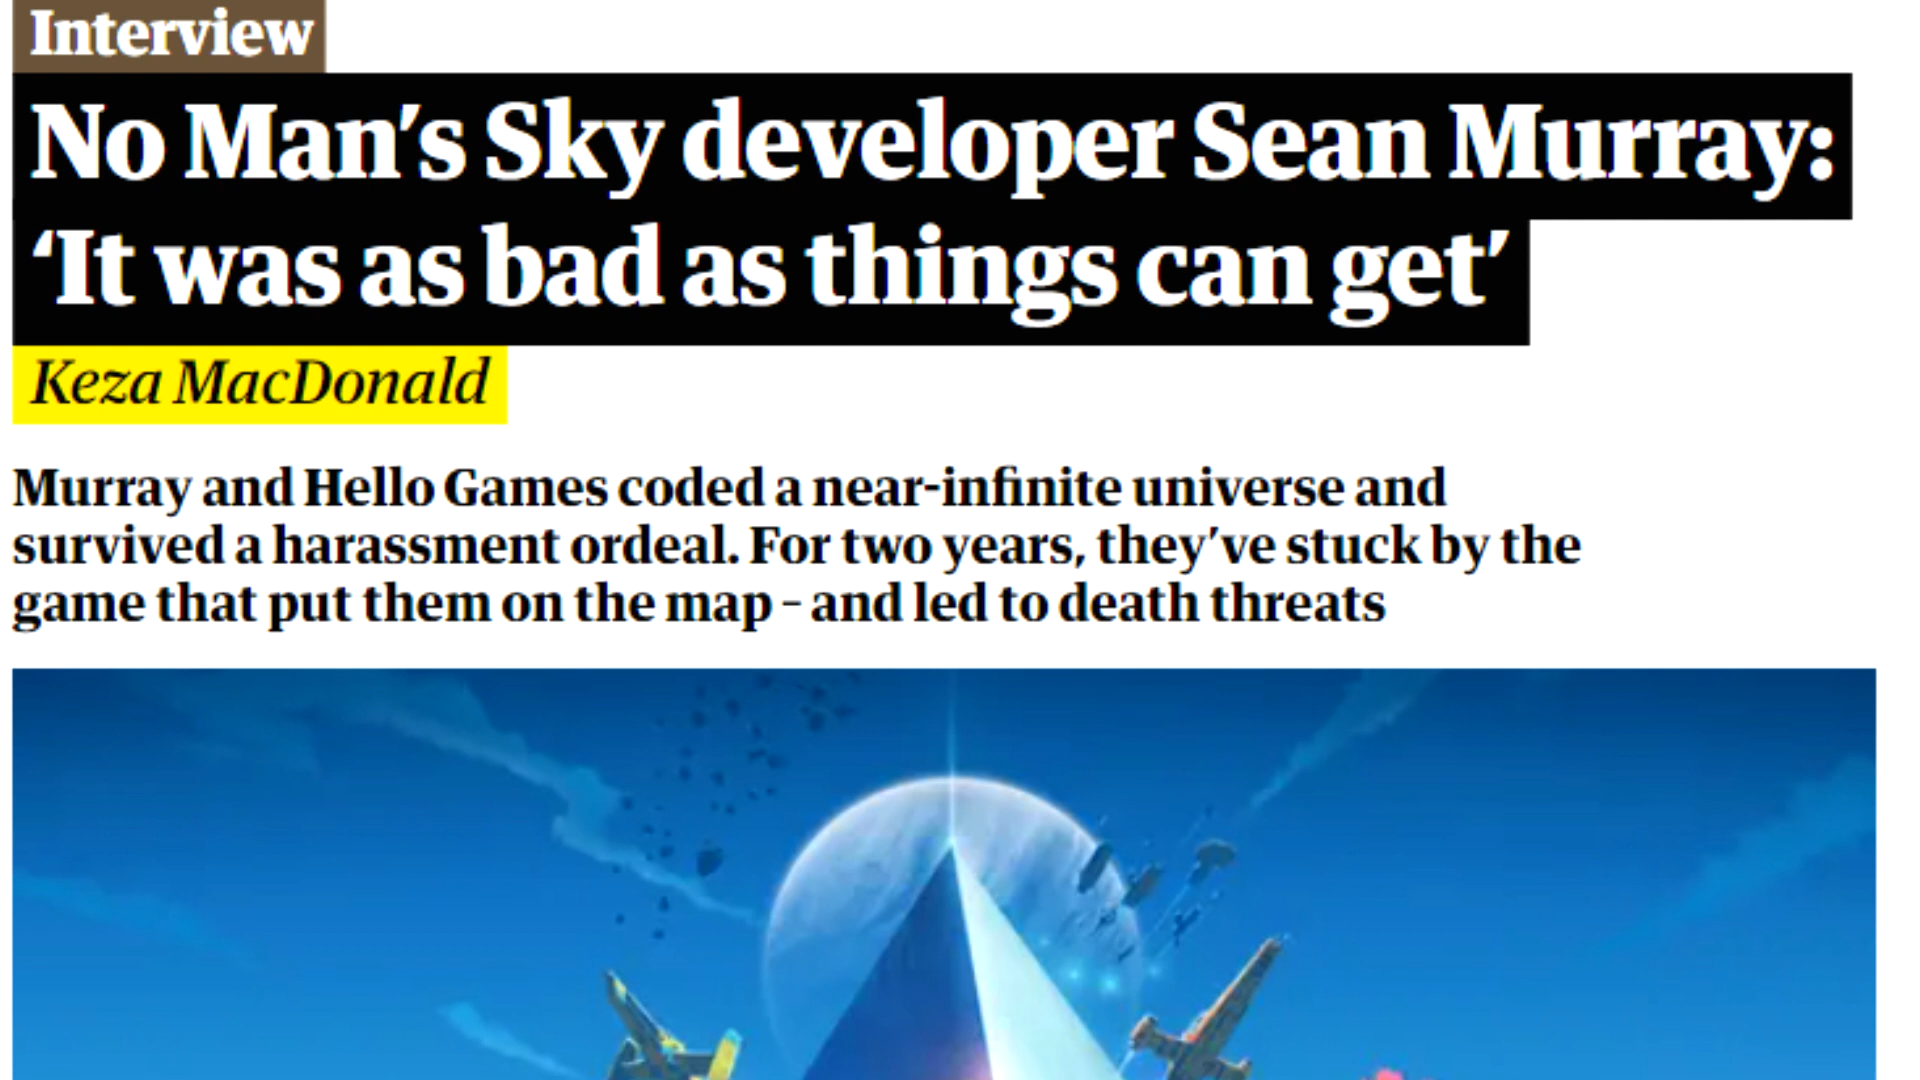 Interview
No Man’s Sky developer Sean Murray:
‘It was as bad as things can get’
Keza MacDonald
Murray and Hello Games coded a near-infinite universe and
survived a harassment ordeal. For two years, they’ve stuck by the
game that put them on the map – and led to death threats